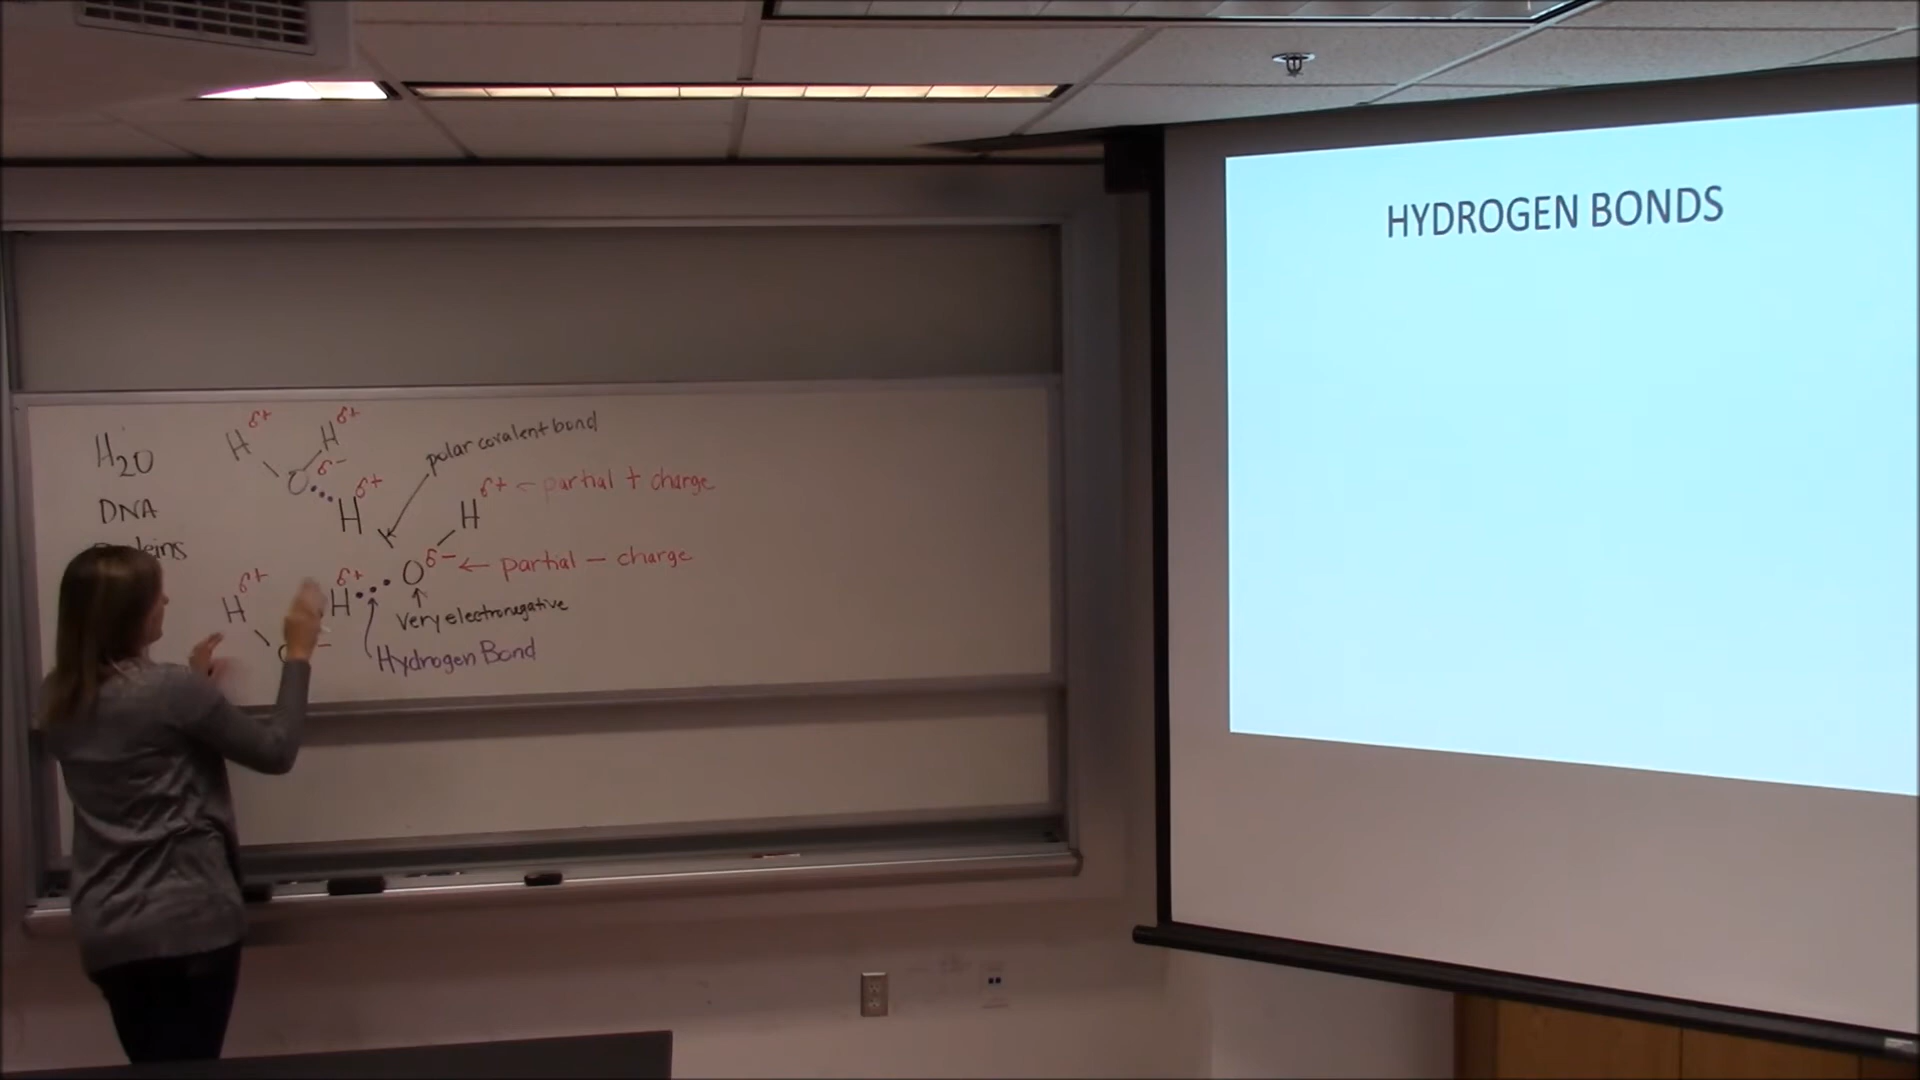 H2O
DNA
H δ+
H δ+
O δ-
H δ+
polar covalent bond
H δ+ ← partial + charge
O δ- ← partial - charge
very electronegative
H δ+
H δ+
Hydrogen Bond
HYDROGEN BONDS